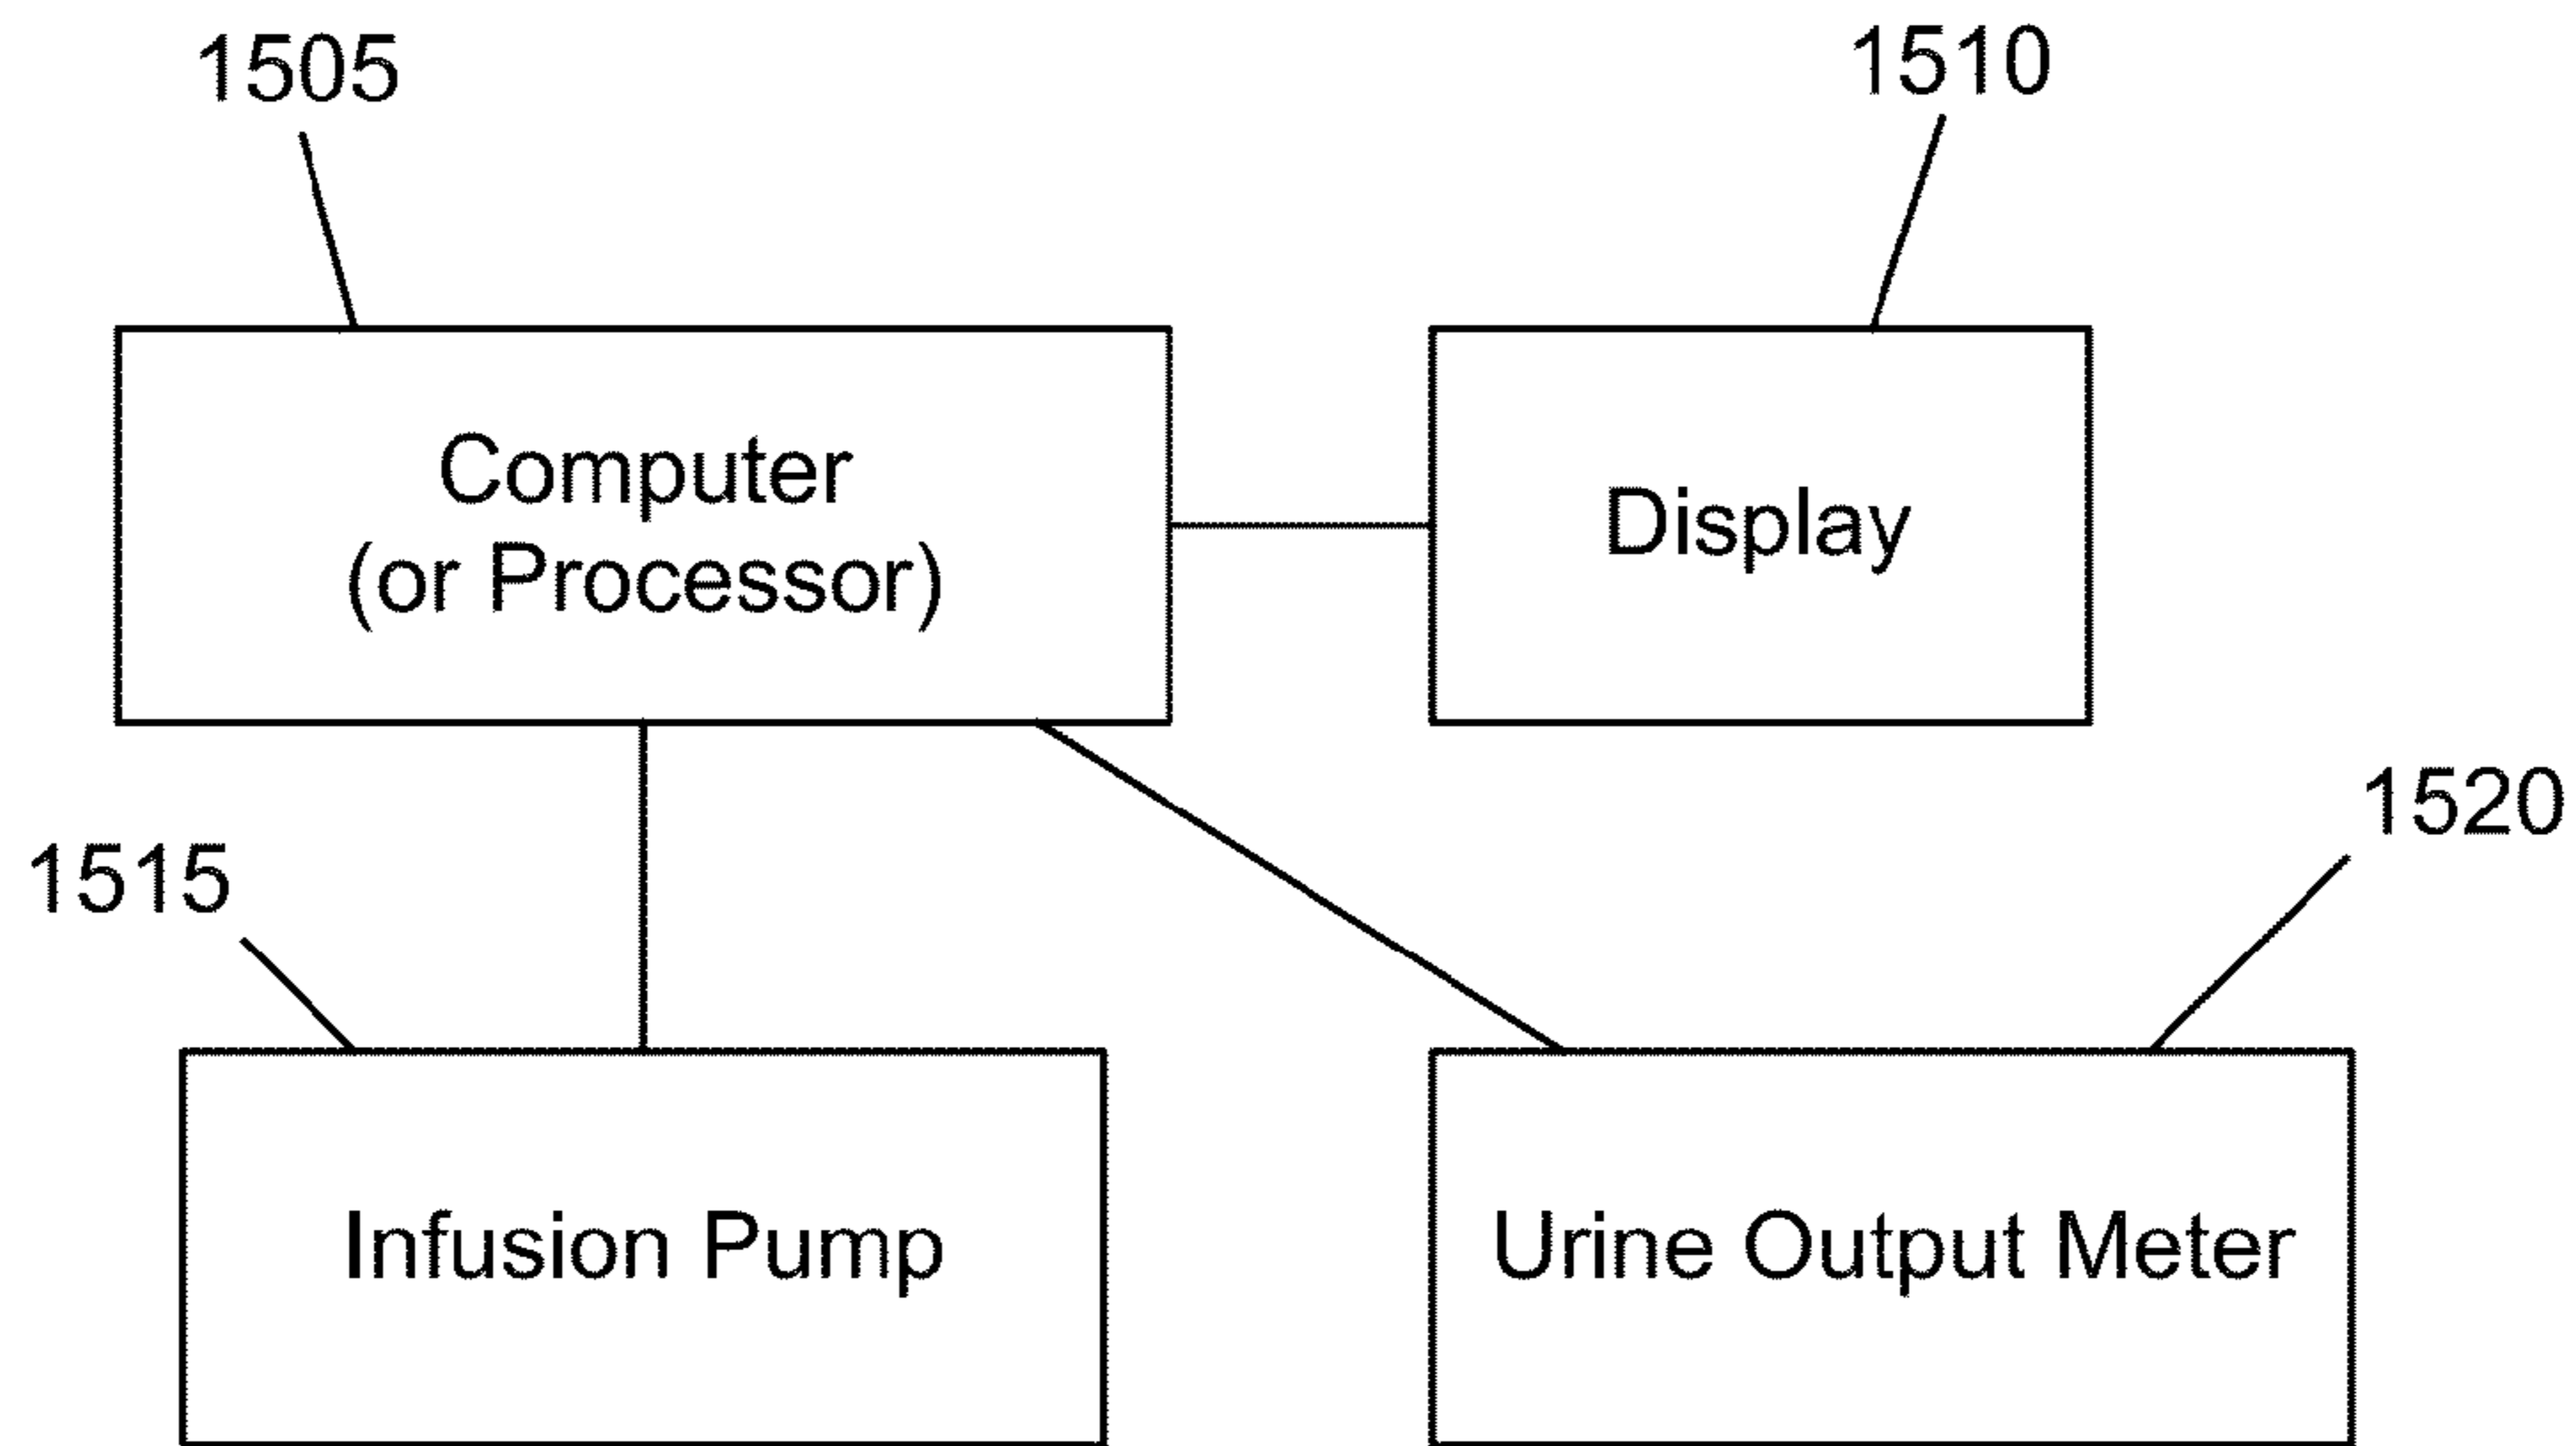 1505
1510
Computer
(or Processor)
Display
1515
1520
Infusion Pump
Urine Output Meter